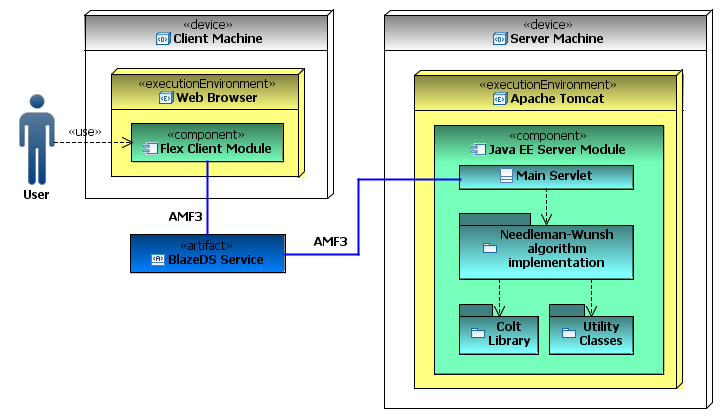 «device»
Client Machine
«executionEnvironment»
Web Browser
«component»
Flex Client Module
«use»
User
AMF3
«artifact»
BlazeDS Service
AMF3
«device»
Server Machine
«executionEnvironment»
Apache Tomcat
«component»
Java EE Server Module
Main Servlet
Needleman-Wunsh
algorithm
implementation
Colt
Library
Utility
Classes